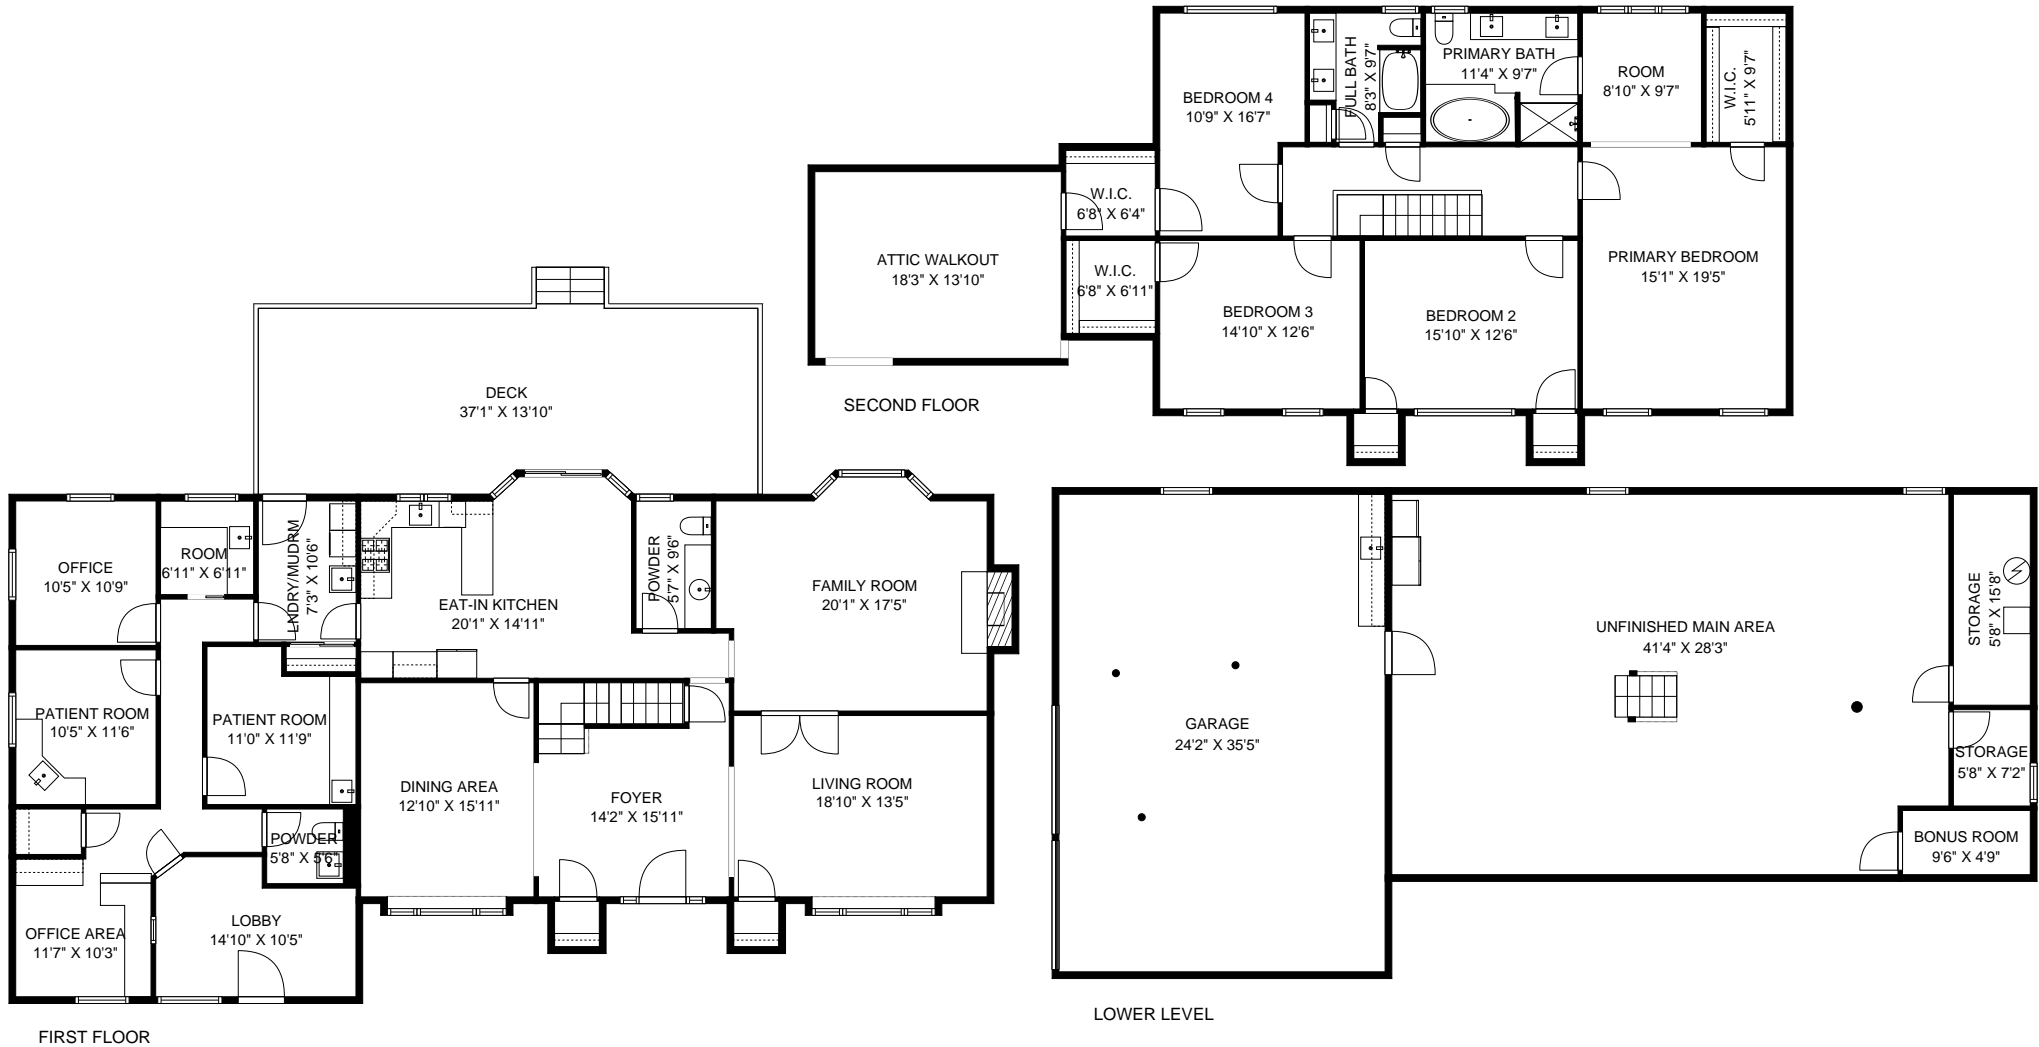 BEDROOM 4
10'9" X 16'7"
FULL BATH
8'3" X 9'7"
PRIMARY BATH
11'4" X 9'7"
ROOM
8'10" X 9'7"
W.I.C.
5'11" X 9'7"
W.I.C.
6'8" X 6'4"
ATTIC WALKOUT
18'3" X 13'10"
W.I.C.
6'8" X 6'11"
BEDROOM 3
14'10" X 12'6"
BEDROOM 2
15'10" X 12'6"
PRIMARY BEDROOM
15'1" X 19'5"
SECOND FLOOR
DECK
37'1" X 13'10"
OFFICE
10'5" X 10'9"
ROOM
6'11" X 6'11"
LNDRY/MUDRM
7'3" X 10'6"
EAT-IN KITCHEN
20'1" X 14'11"
POWDER
5'7" X 9'6"
FAMILY ROOM
20'1" X 17'5"
PATIENT ROOM
10'5" X 11'6"
PATIENT ROOM
11'0" X 11'9"
DINING AREA
12'10" X 15'11"
FOYER
14'2" X 15'11"
LIVING ROOM
18'10" X 13'5"
POWDER
5'8" X 5'6"
OFFICE AREA
11'7" X 10'3"
LOBBY
14'10" X 10'5"
FIRST FLOOR
GARAGE
24'2" X 35'5"
UNFINISHED MAIN AREA
41'4" X 28'3"
STORAGE
5'8" X 15'8"
STORAGE
5'8" X 7'2"
BONUS ROOM
9'6" X 4'9"
LOWER LEVEL